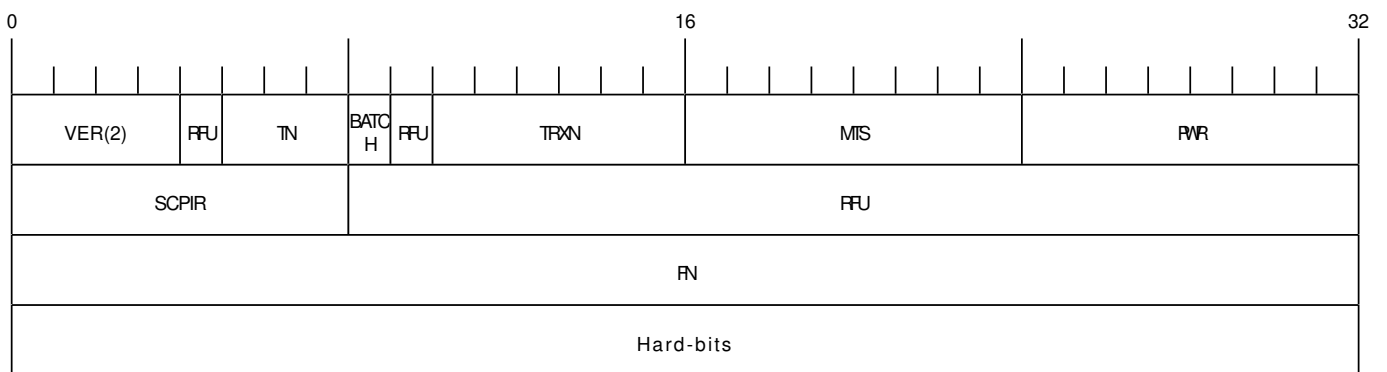 0 16 32
VER(2) RFU TN BATC
H RFU TRXN MTS PWR
SCPIR RFU
FN
Hard-bits